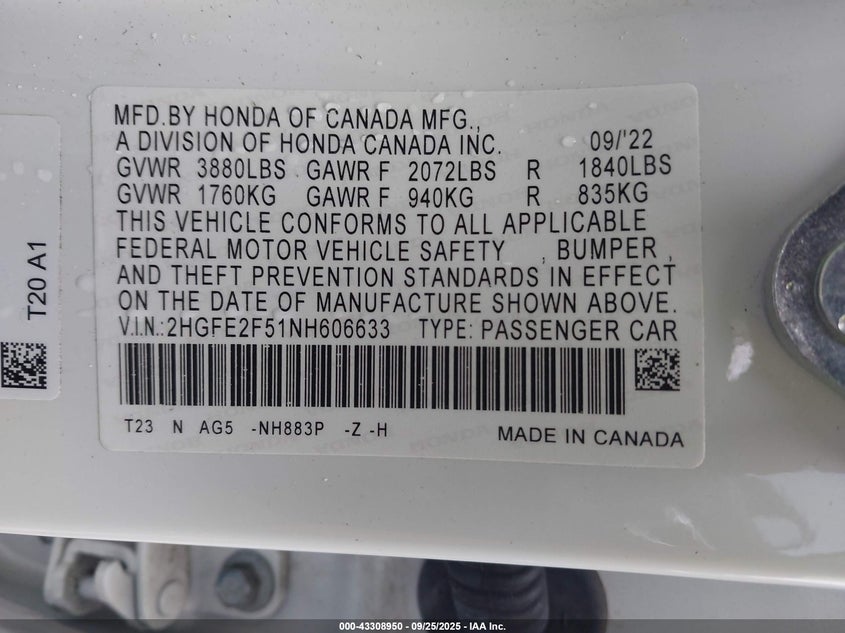 MFD.BY HONDA OF CANADA MFG.,
A DIVISION OF HONDA CANADA INC. 09/'22
GVWR 3880LBS GAWR F 2072LBS R 1840LBS
GVWR 1760KG GAWR F 940KG R 835KG
THIS VEHICLE CONFORMS TO ALL APPLICABLE
FEDERAL MOTOR VEHICLE SAFETY , BUMPER ,
AND THEFT PREVENTION STANDARDS IN EFFECT
ON THE DATE OF MANUFACTURE SHOWN ABOVE.
V.I.N.:2HGFE2F51NH606633 TYPE: PASSENGER CAR
T23 N AG5 -NH883P -Z -H MADE IN CANADA
T20 A1
000-43308950 - 09/25/2025 - IAA Inc.